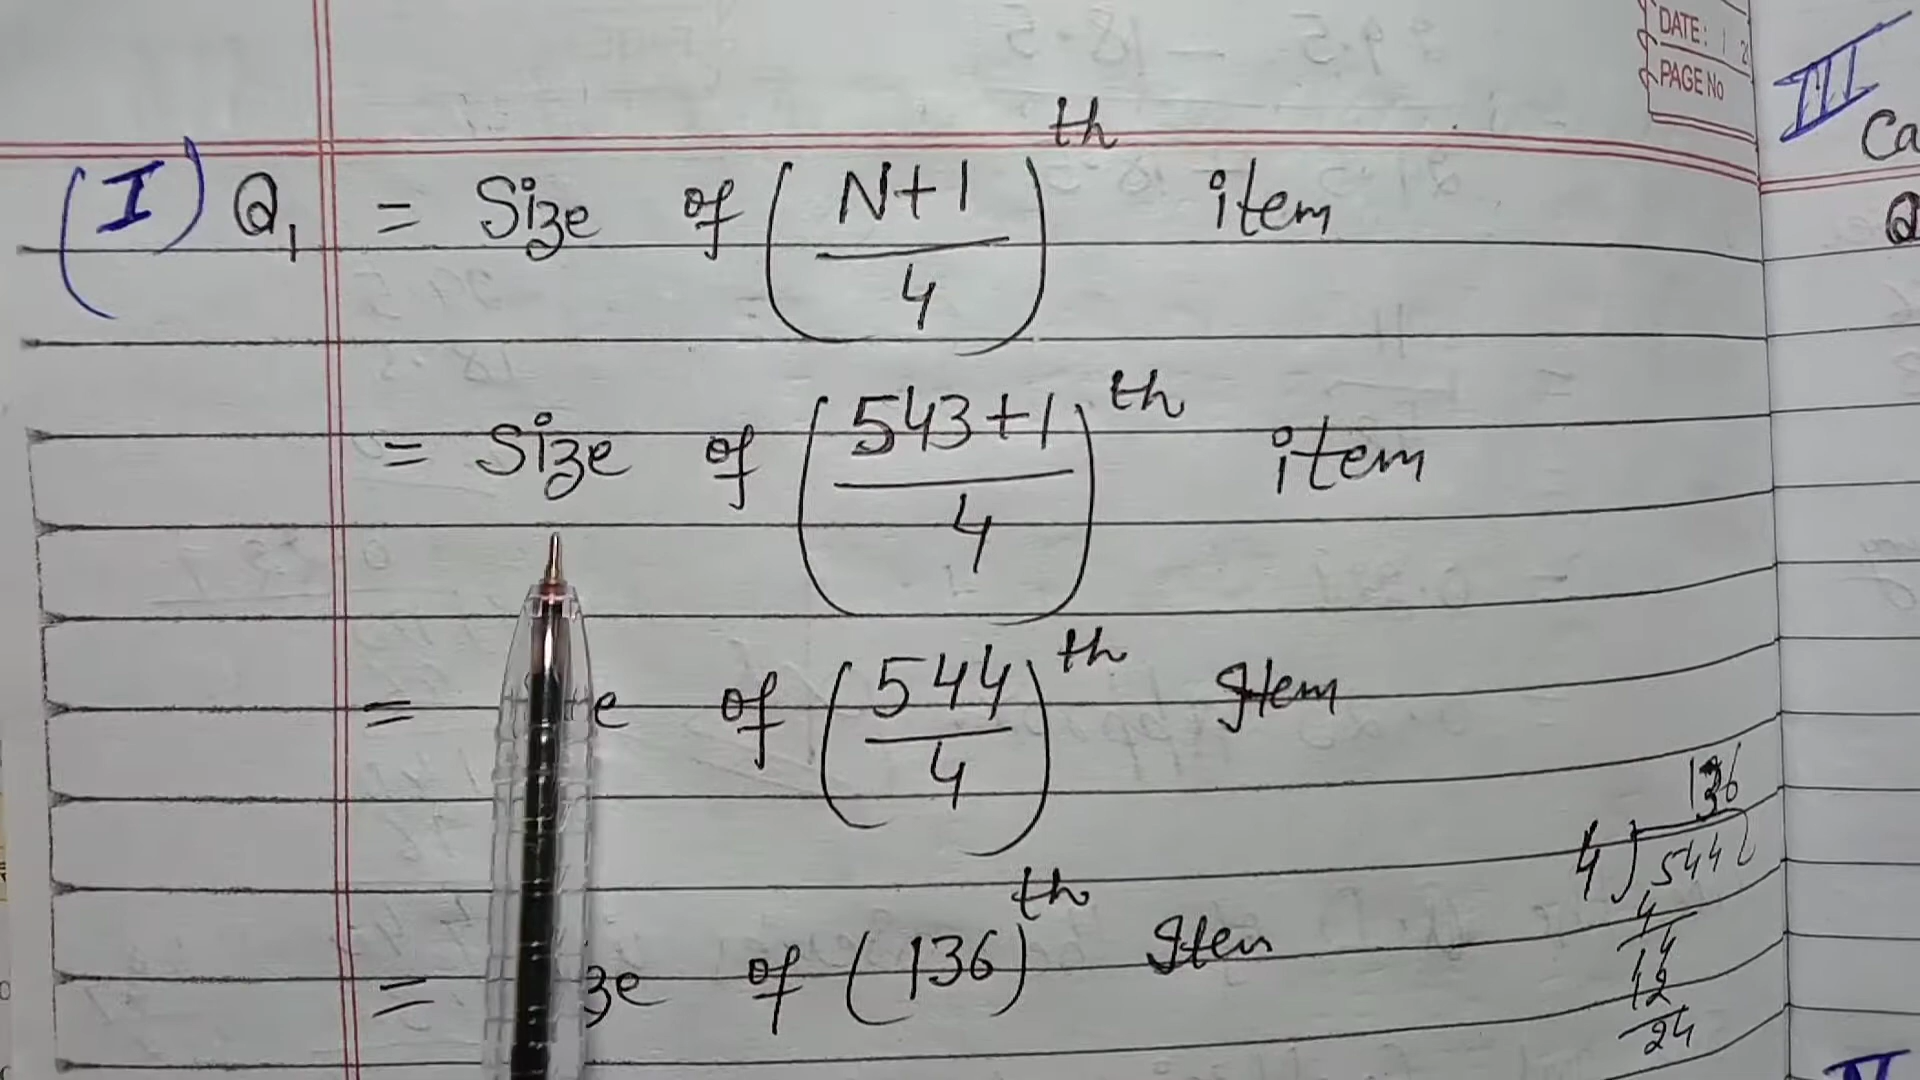 DATE:
PAGE No
III
Ca
(I) Q₁ = Size of (N+1/4)th item
Q
= Size of (543+1/4)th item
= of (544/4)th Item
= of (136)th Item
136
4)544(
4
14
12
24